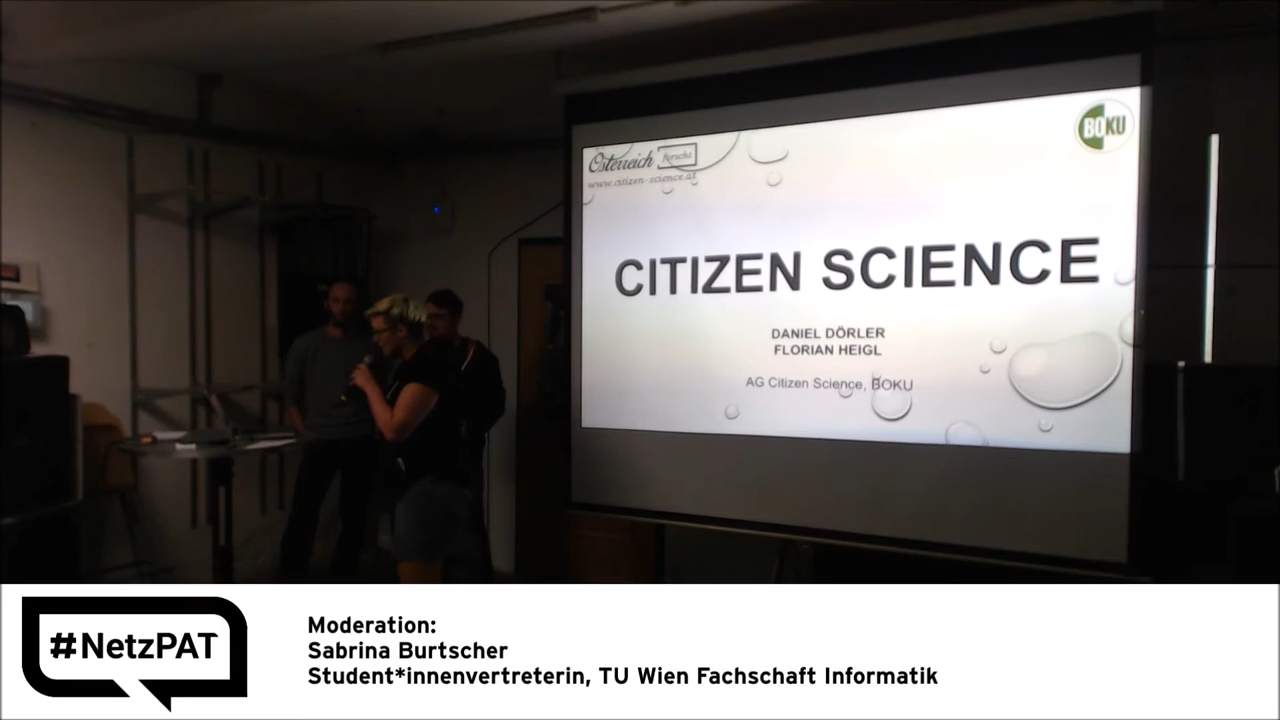 Österreich forscht
www.citizen-science.at
BOKU
CITIZEN SCIENCE
DANIEL DÖRLER
FLORIAN HEIGL
AG Citizen Science, BOKU
#NetzPAT
Moderation:
Sabrina Burtscher
Student*innenvertreterin, TU Wien Fachschaft Informatik